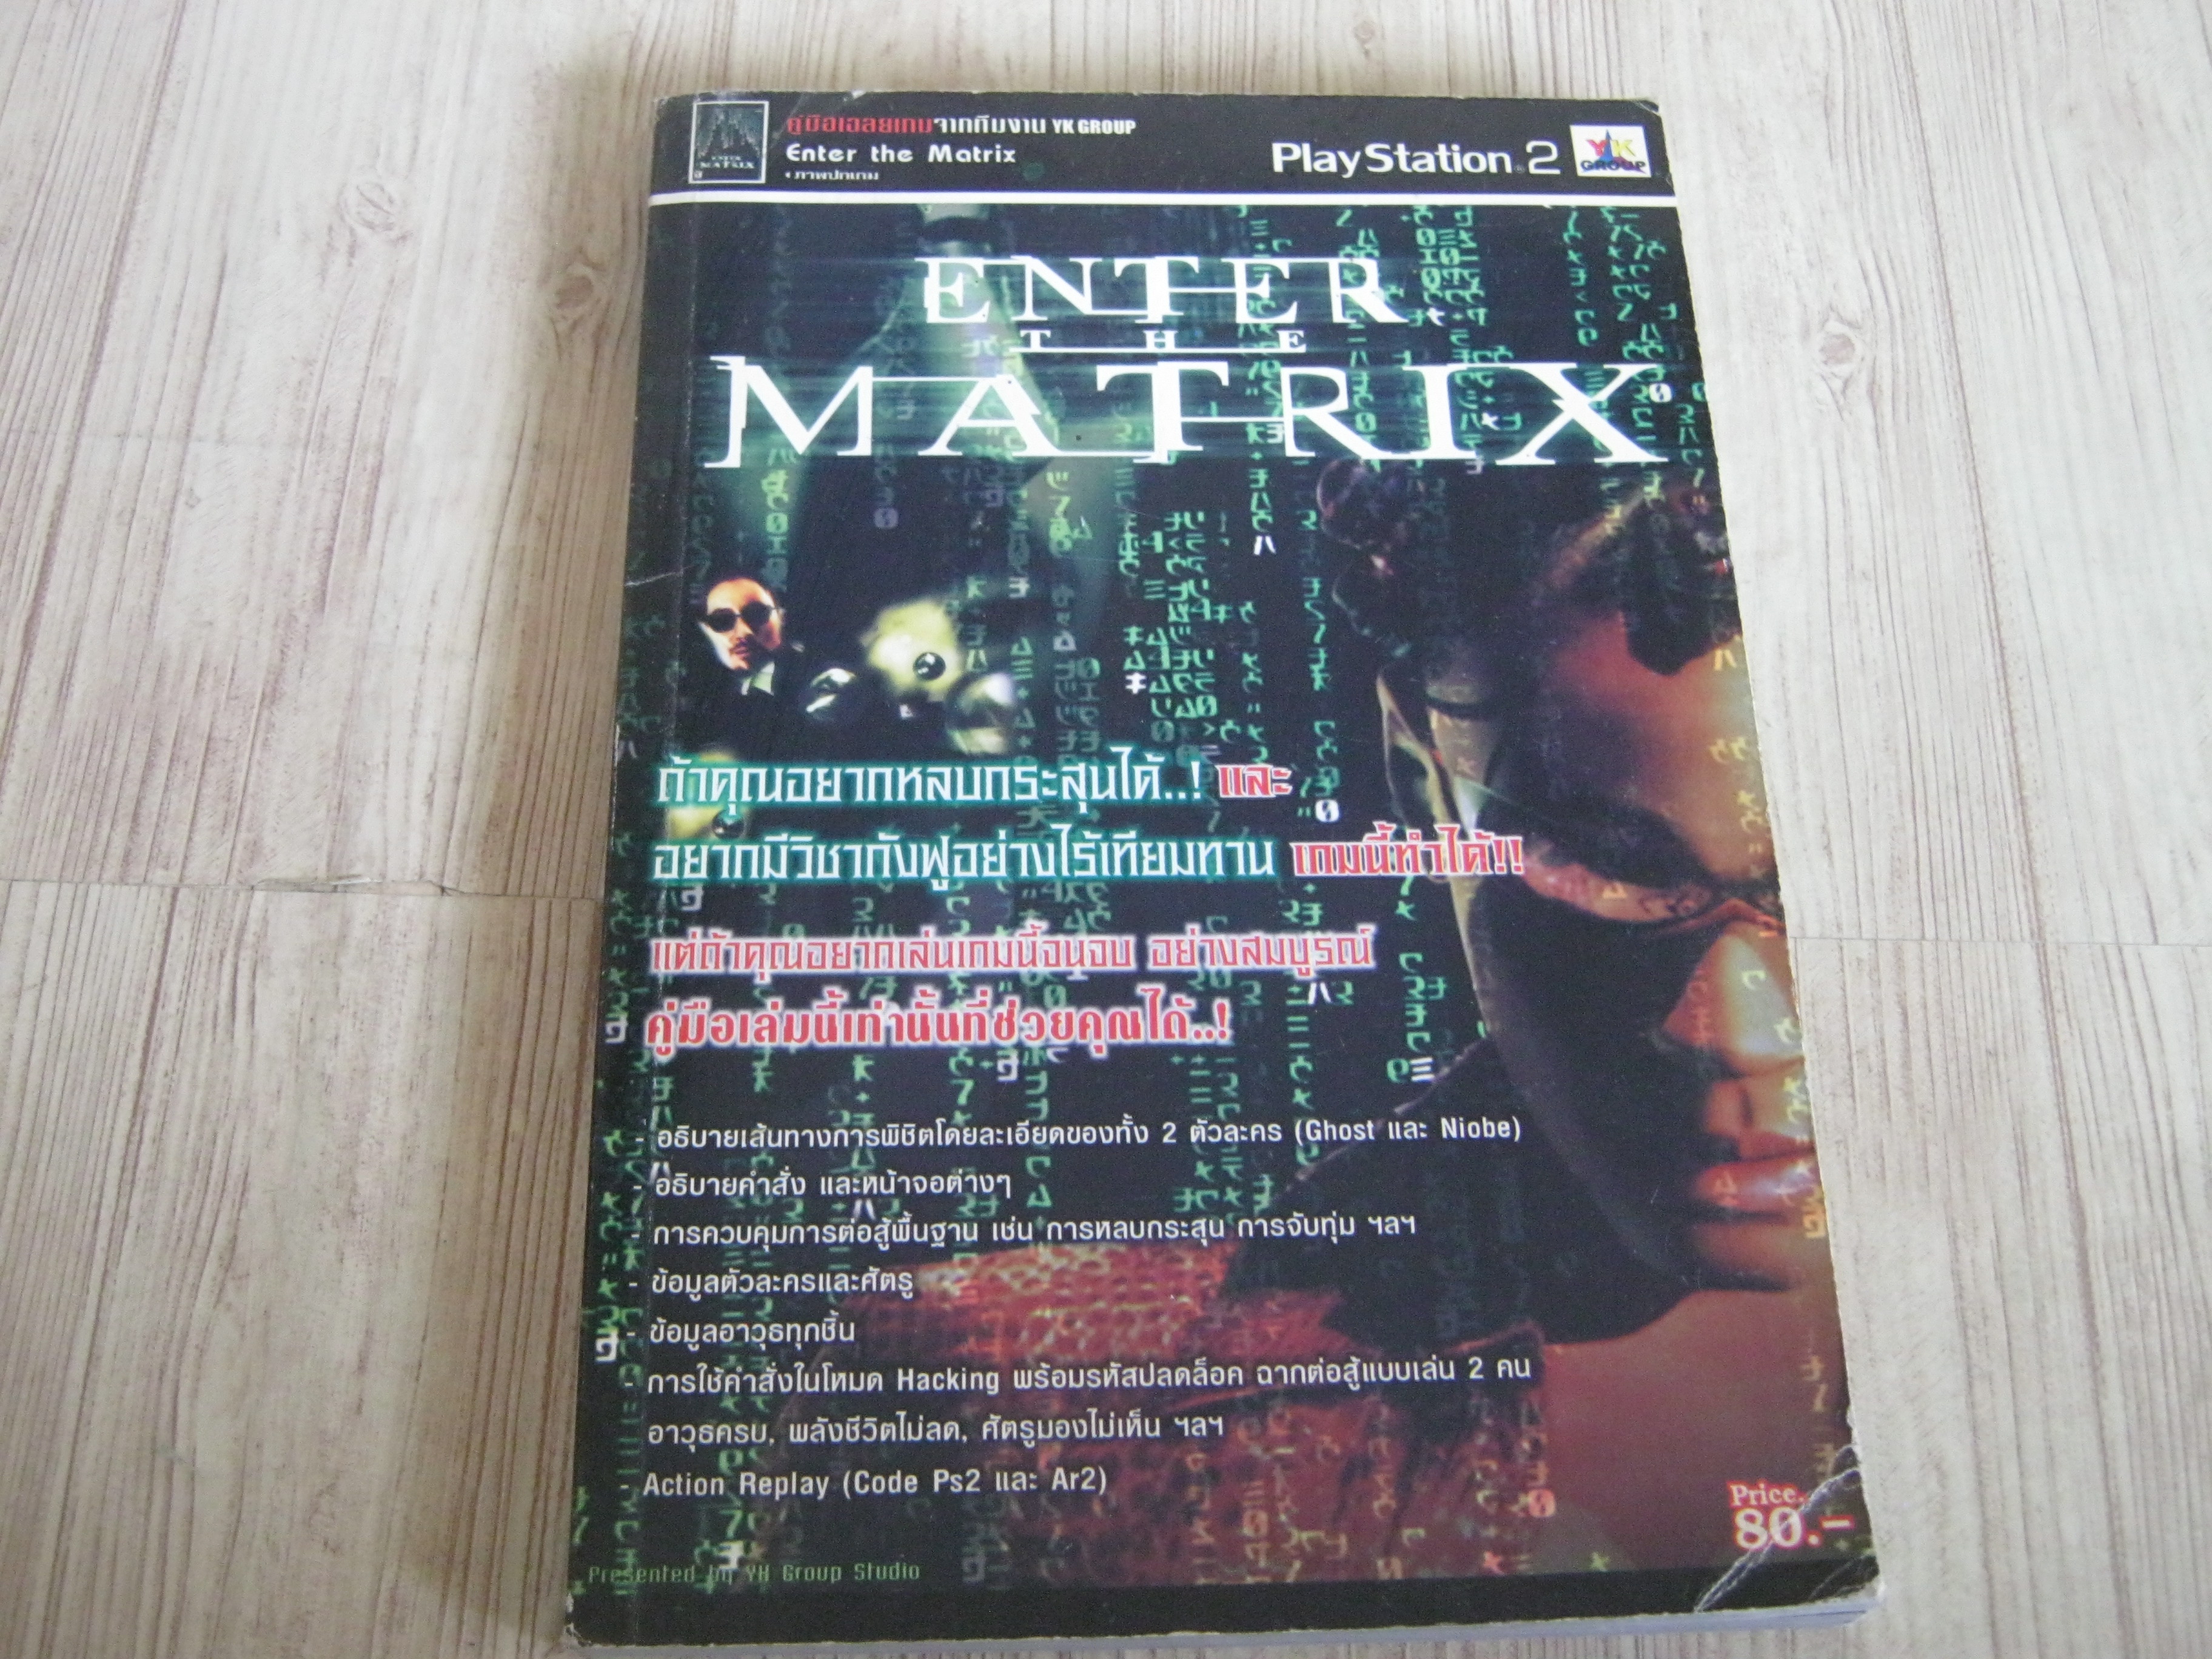 คู่มือเฉลยเกมจากทีมงาน YK GROUP
Enter the Matrix
ภาพปกเกม
ENTER
MATRIX
PlayStation 2
YK
GROUP
ENTER
THE
MATRIX
ถ้าคุณอยากหลบกระสุนได้..! และ
อยากมีวิชากังฟูอย่างไร้เทียมทาน เกมนี้ทำได้!!
แต่ถ้าคุณอยากเล่นเกมนี้จนจบ อย่างสมบูรณ์
คู่มือเล่มนี้เท่านั้นที่ช่วยคุณได้..!
- อธิบายเส้นทางการพิชิตโดยละเอียดของทั้ง 2 ตัวละคร (Ghost และ Niobe)
- อธิบายคำสั่ง และหน้าจอต่างๆ
- การควบคุมการต่อสู้พื้นฐาน เช่น การหลบกระสุน การจับทุ่ม ฯลฯ
- ข้อมูลตัวละครและศัตรู
- ข้อมูลอาวุธทุกชิ้น
- การใช้คำสั่งในโหมด Hacking พร้อมรหัสปลดล็อค ฉากต่อสู้แบบเล่น 2 คน
อาวุธครบ, พลังชีวิตไม่ลด, ศัตรูมองไม่เห็น ฯลฯ
- Action Replay (Code Ps2 และ Ar2)
Price.
80.-
Presented by YK Group Studio